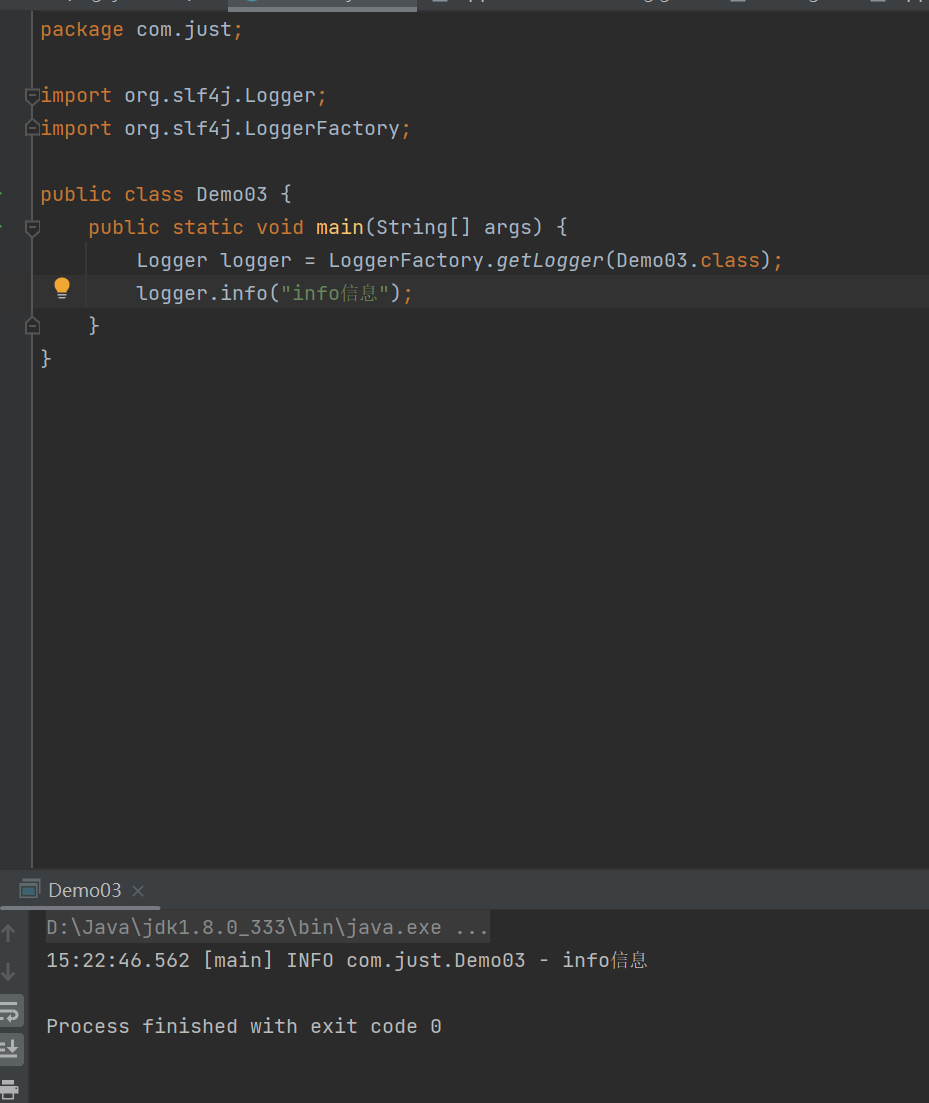 package com.just;
import org.slf4j.Logger;
import org.slf4j.LoggerFactory;
public class Demo03 {
public static void main(String[] args) {
Logger logger = LoggerFactory.getLogger(Demo03.class);
logger.info("info信息");
}
}
Demo03
D:\Java\jdk1.8.0_333\bin\java.exe ...
15:22:46.562 [main] INFO com.just.Demo03 - info信息
Process finished with exit code 0